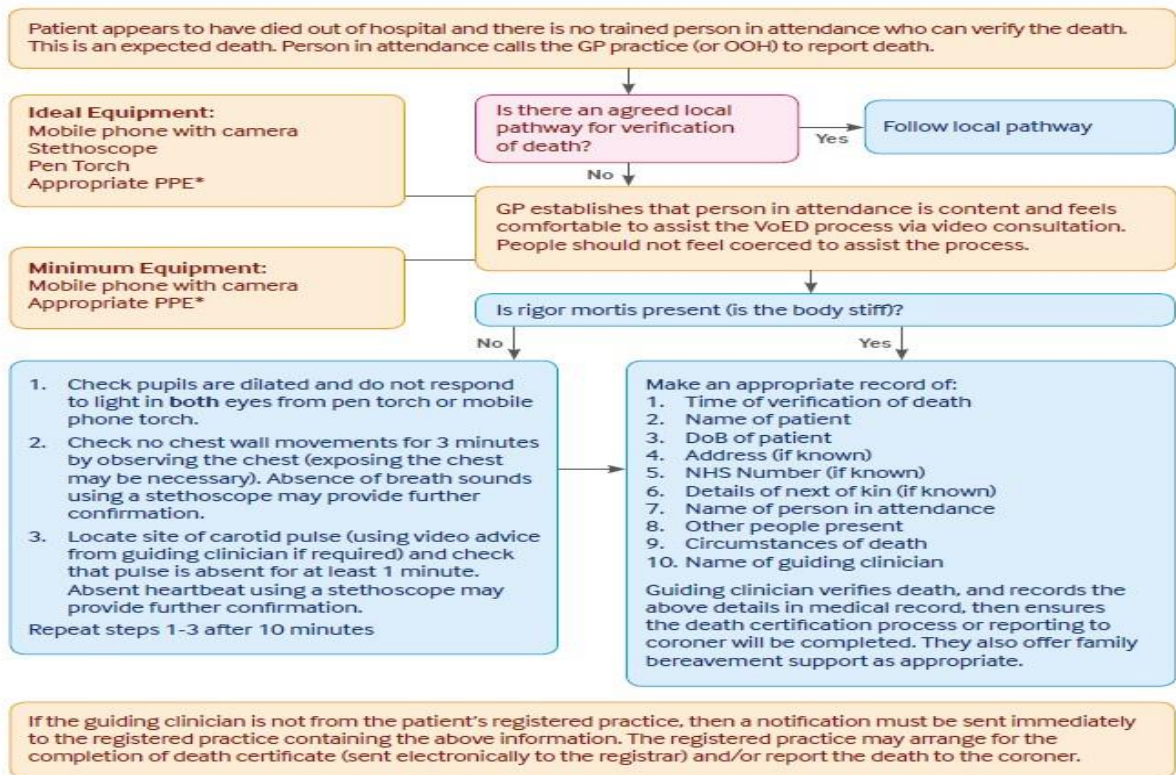 Patient appears to have died out of hospital and there is no trained person in attendance who can verify the death.
This is an expected death. Person in attendance calls the GP practice (or OOH) to report death.
Ideal Equipment:
Mobile phone with camera
Stethoscope
Pen Torch
Appropriate PPE*
Is there an agreed local
pathway for verification
of death?
Yes
Follow local pathway
No
GP establishes that person in attendance is content and feels
comfortable to assist the VoED process via video consultation.
People should not feel coerced to assist the process.
Minimum Equipment:
Mobile phone with camera
Appropriate PPE*
Is rigor mortis present (is the body stiff)?
No
Yes
1. Check pupils are dilated and do not respond
to light in both eyes from pen torch or mobile
phone torch.
2. Check no chest wall movements for 3 minutes
by observing the chest (exposing the chest
may be necessary). Absence of breath sounds
using a stethoscope may provide further
confirmation.
3. Locate site of carotid pulse (using video advice
from guiding clinician if required) and check
that pulse is absent for at least 1 minute.
Absent heartbeat using a stethoscope may
provide further confirmation.
Repeat steps 1-3 after 10 minutes
Make an appropriate record of:
1. Time of verification of death
2. Name of patient
3. DoB of patient
4. Address (if known)
5. NHS Number (if known)
6. Details of next of kin (if known)
7. Name of person in attendance
8. Other people present
9. Circumstances of death
10. Name of guiding clinician
Guiding clinician verifies death, and records the
above details in medical record, then ensures
the death certification process or reporting to
coroner will be completed. They also offer family
bereavement support as appropriate.
If the guiding clinician is not from the patient's registered practice, then a notification must be sent immediately
to the registered practice containing the above information. The registered practice may arrange for the
completion of death certificate (sent electronically to the registrar) and/or report the death to the coroner.